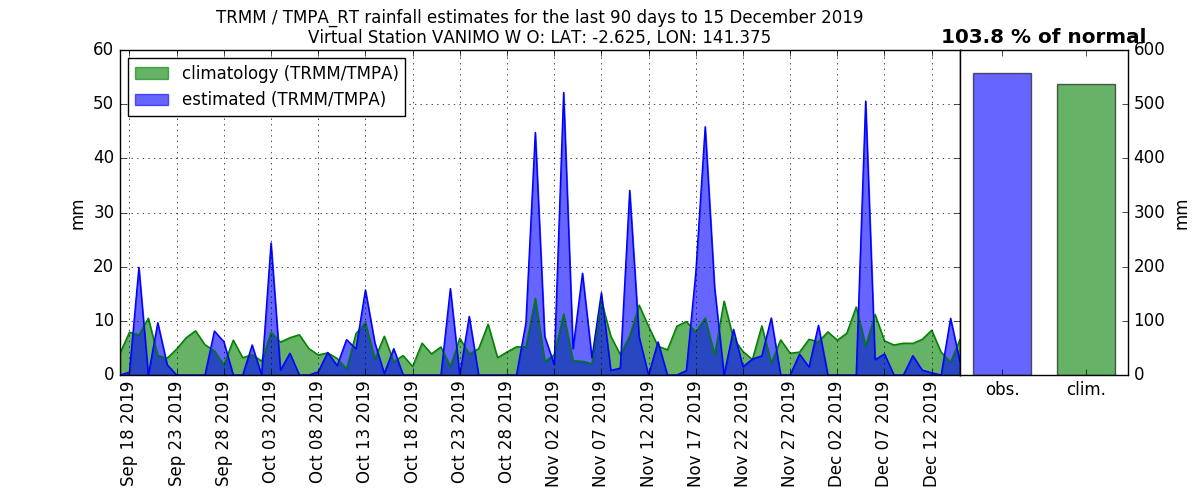 TRMM / TMPA_RT rainfall estimates for the last 90 days to 15 December 2019
Virtual Station VANIMO W O: LAT: -2.625, LON: 141.375
103.8 % of normal
climatology (TRMM/TMPA)
estimated (TRMM/TMPA)
60
50
40
30
20
10
0
mm
Sep 18 2019
Sep 23 2019
Sep 28 2019
Oct 03 2019
Oct 08 2019
Oct 13 2019
Oct 18 2019
Oct 23 2019
Oct 28 2019
Nov 02 2019
Nov 07 2019
Nov 12 2019
Nov 17 2019
Nov 22 2019
Nov 27 2019
Dec 02 2019
Dec 07 2019
Dec 12 2019
obs.
clim.
600
500
400
300
200
100
0
mm